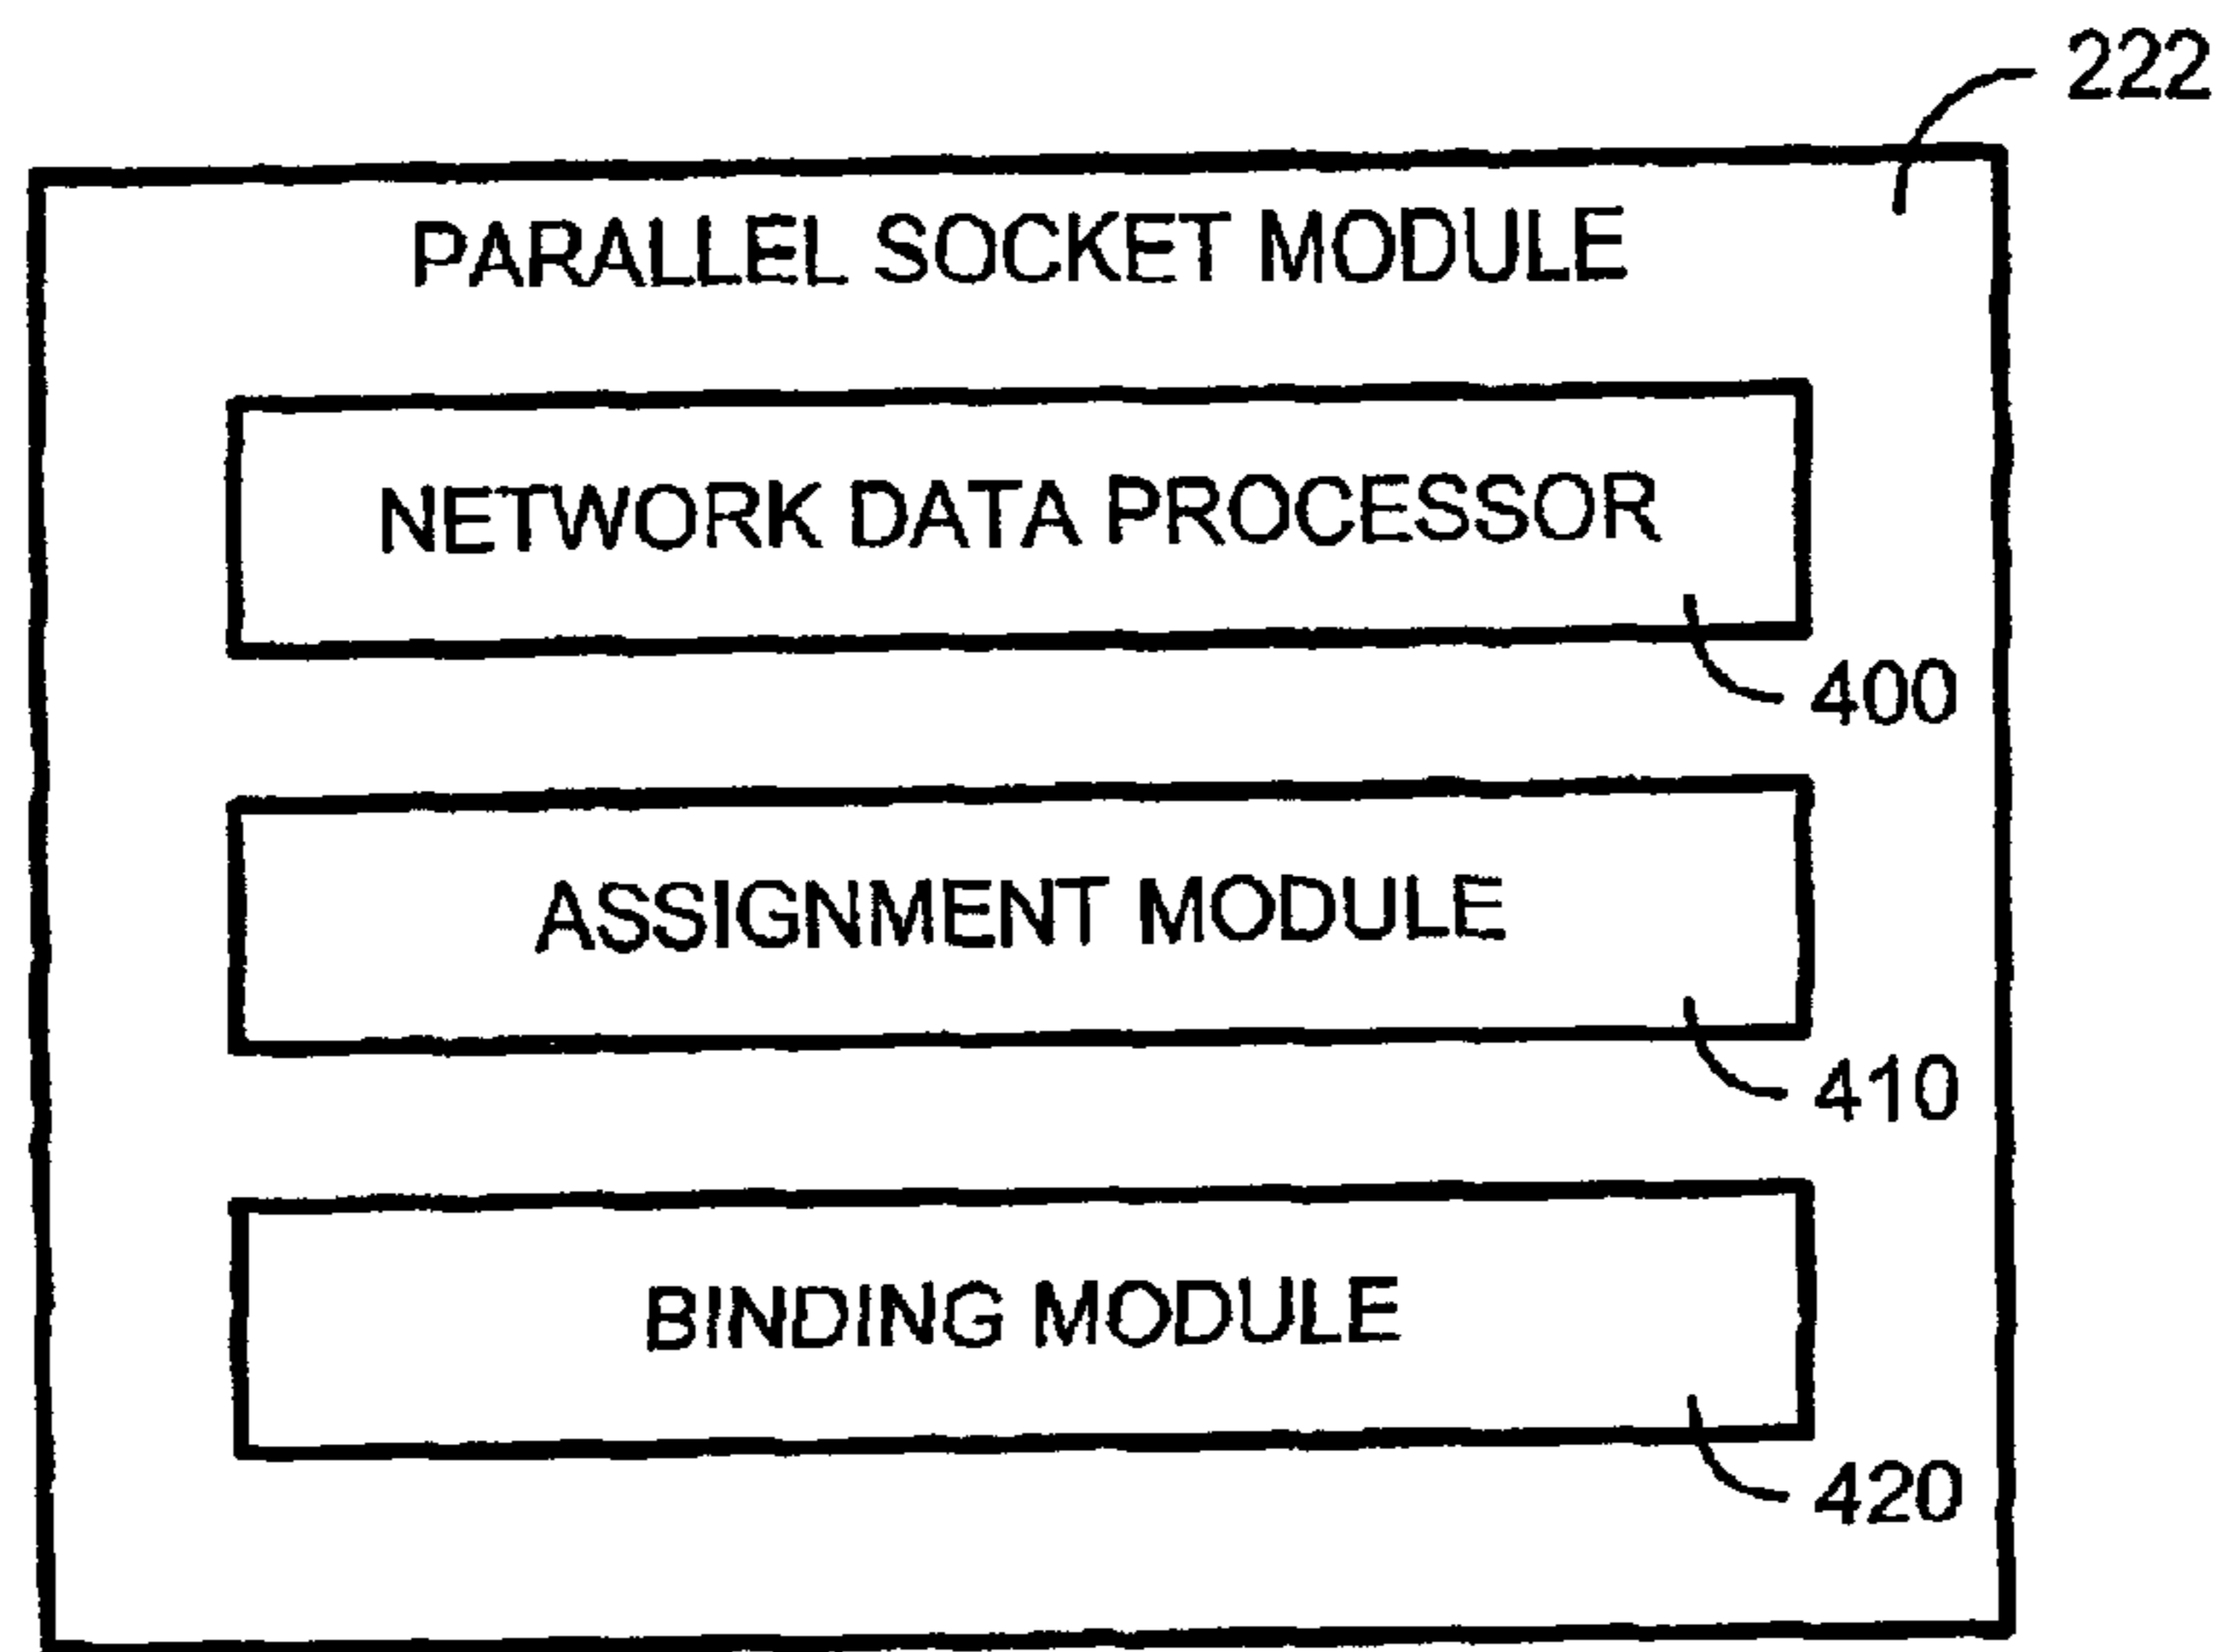 222
PARALLEL SOCKET MODULE
NETWORK DATA PROCESSOR
400
ASSIGNMENT MODULE
410
BINDING MODULE
420